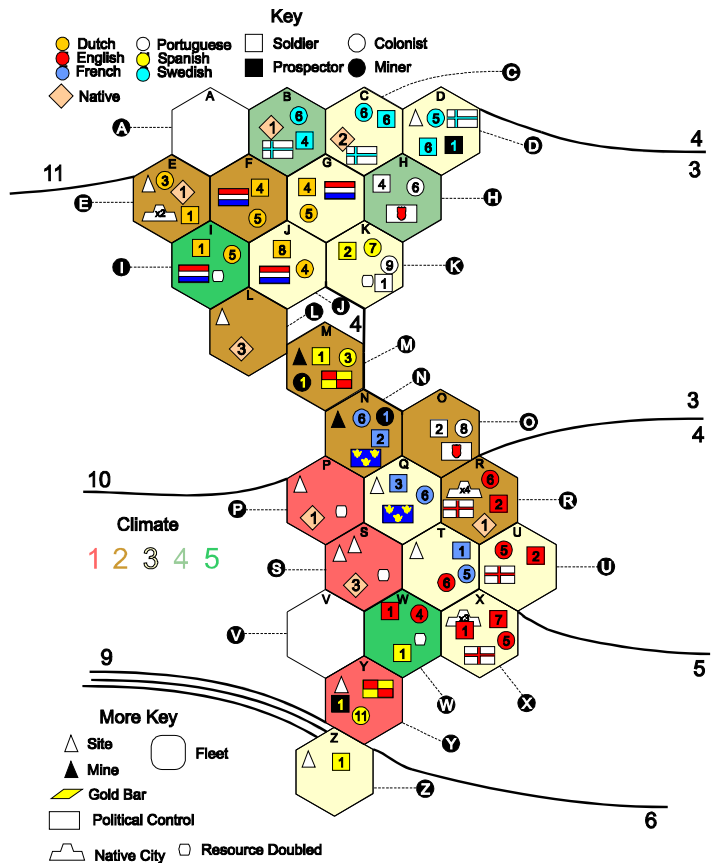 Key
Dutch
Portuguese
Soldier
Colonist
English
Spanish
French
Swedish
Prospector
Miner
Native
C
A
B
C
D
A
6
6
6
5
1
4
2
6
1
D
4
3
11
E
F
G
H
E
3
1
4
4
4
6
H
x2
1
5
5
I
J
K
I
1
5
8
2
7
9
K
4
1
L
J
L
3
4
M
1
3
M
1
N
N
O
6
1
2
2
8
O
3
4
10
P
Q
R
3
6
6
x4
2
P
1
1
R
Climate
1 2 3 4 5
S
T
U
1
5
2
S
3
6
5
U
V
W
X
V
1
4
x3
7
1
5
1
5
9
Y
W
X
1
11
Y
More Key
Site
Fleet
Mine
Gold Bar
Political Control
Native City
Resource Doubled
Z
1
Z
6